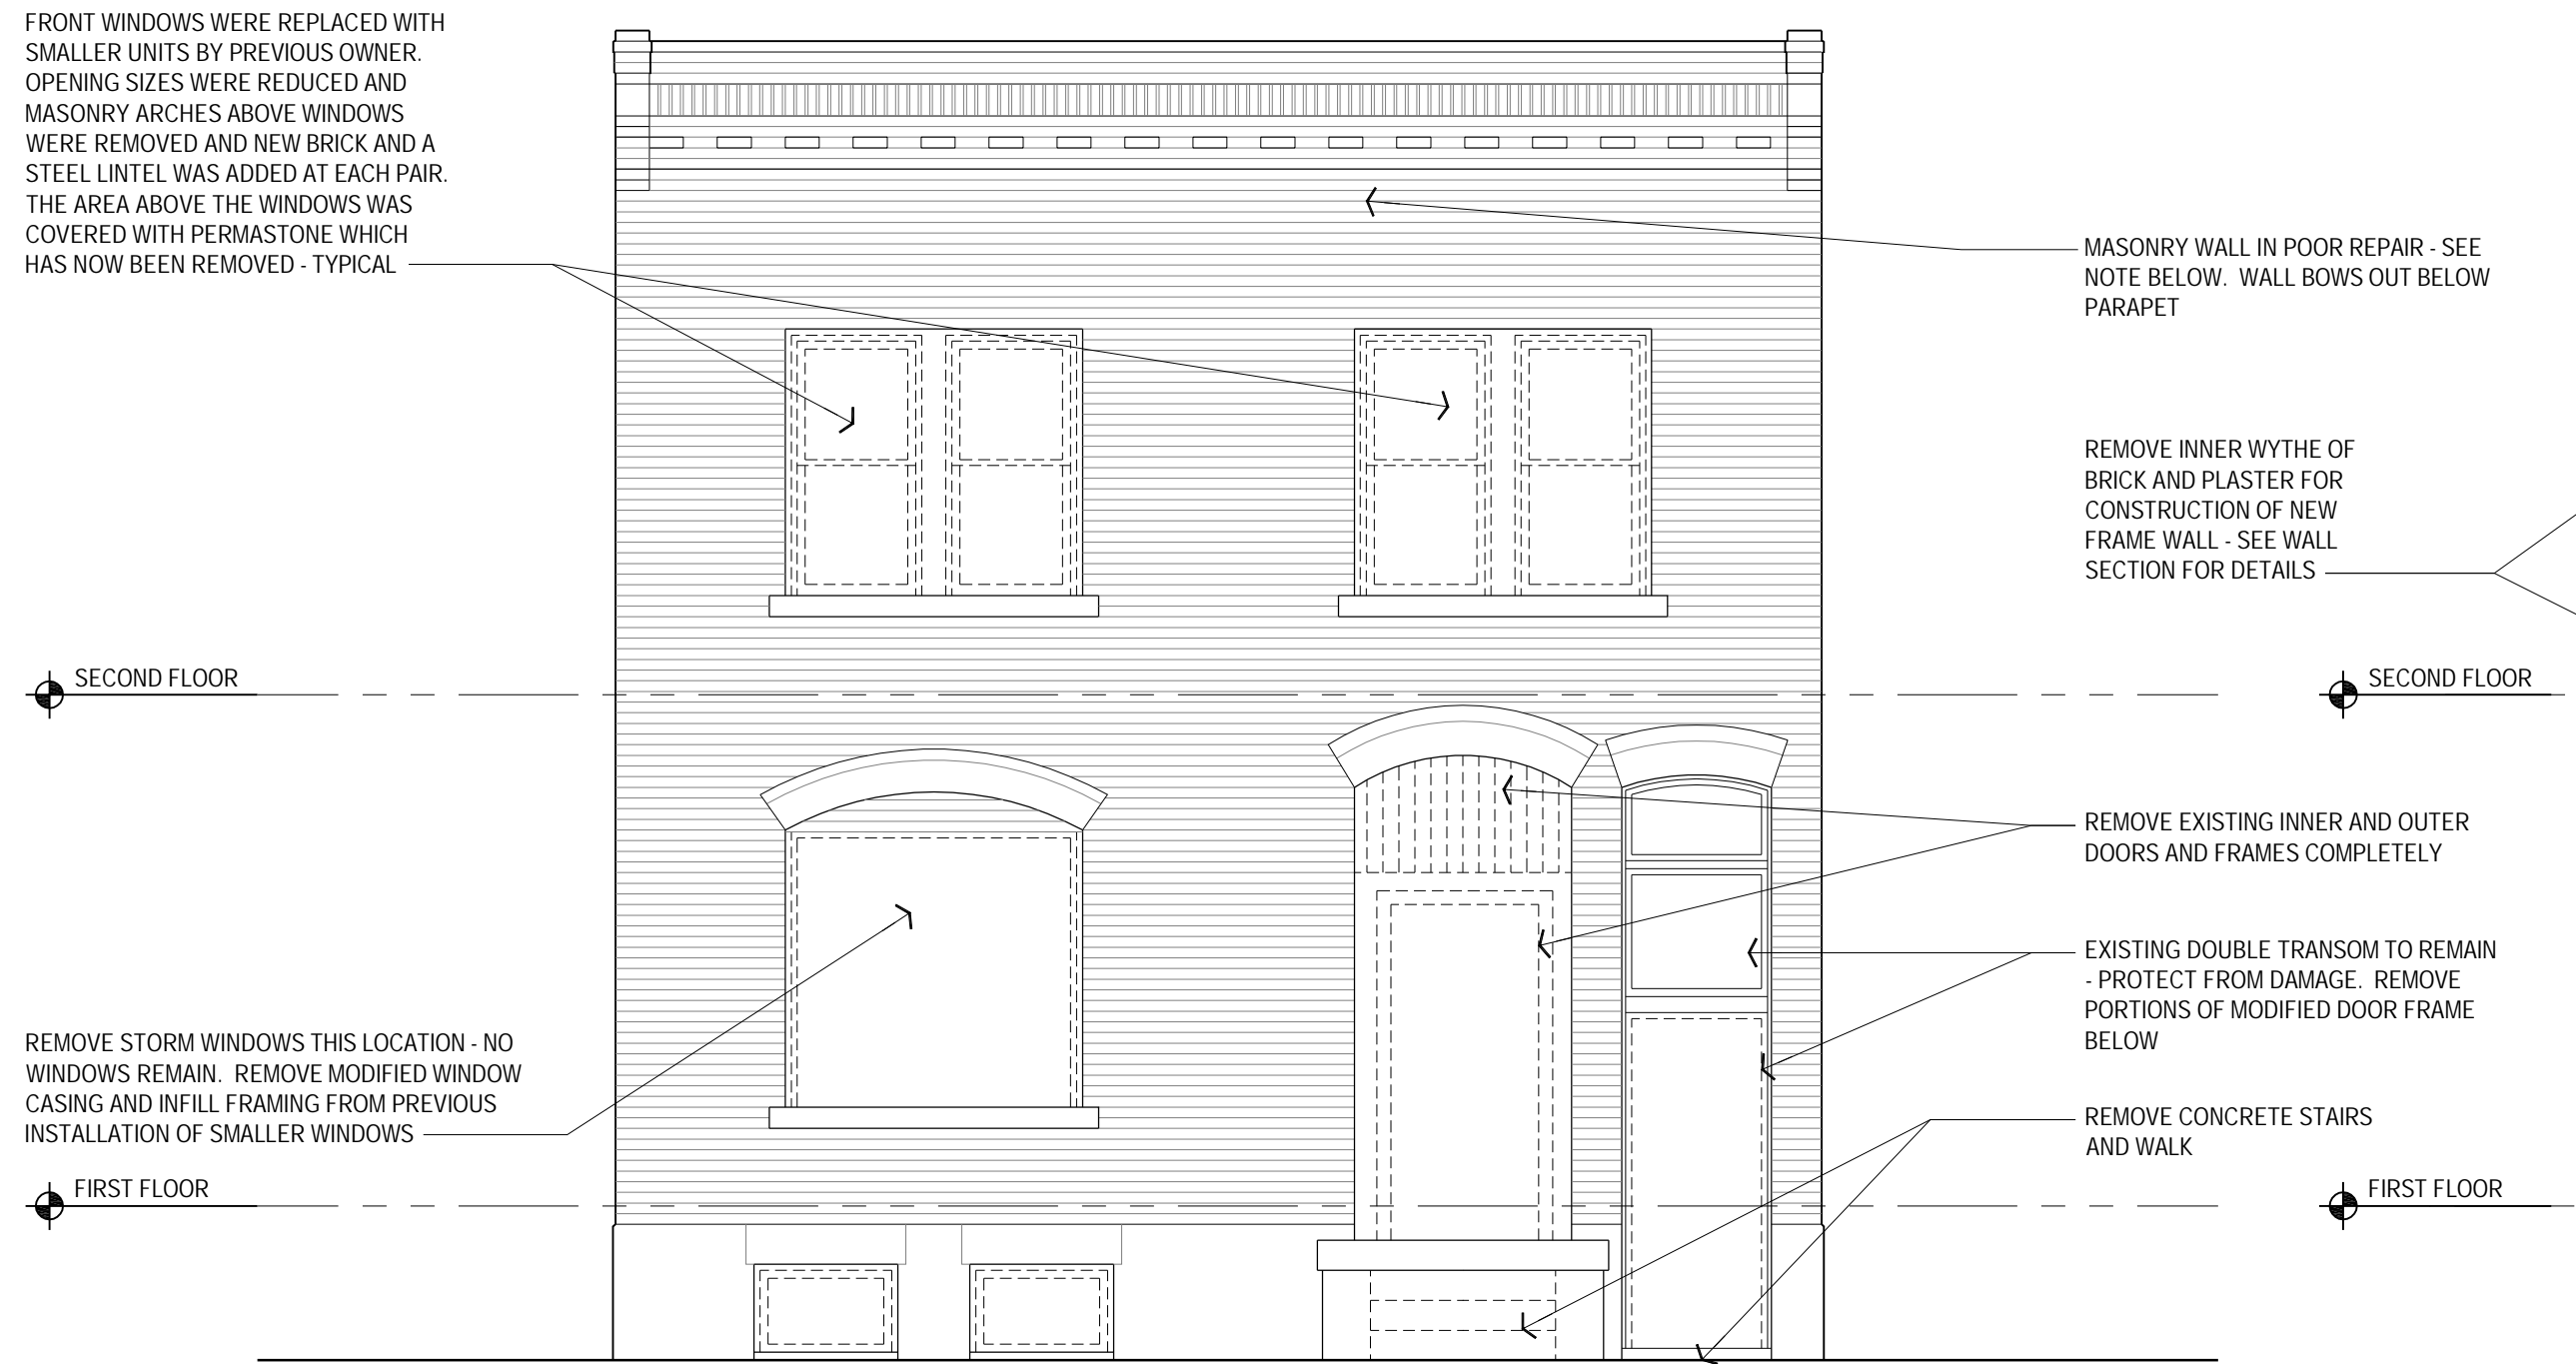 FRONT WINDOWS WERE REPLACED WITH
SMALLER UNITS BY PREVIOUS OWNER.
OPENING SIZES WERE REDUCED AND
MASONRY ARCHES ABOVE WINDOWS
WERE REMOVED AND NEW BRICK AND A
STEEL LINTEL WAS ADDED AT EACH PAIR.
THE AREA ABOVE THE WINDOWS WAS
COVERED WITH PERMASTONE WHICH
HAS NOW BEEN REMOVED - TYPICAL
MASONRY WALL IN POOR REPAIR - SEE
NOTE BELOW. WALL BOWS OUT BELOW
PARAPET
REMOVE INNER WYTHE OF
BRICK AND PLASTER FOR
CONSTRUCTION OF NEW
FRAME WALL - SEE WALL
SECTION FOR DETAILS
SECOND FLOOR
SECOND FLOOR
REMOVE EXISTING INNER AND OUTER
DOORS AND FRAMES COMPLETELY
EXISTING DOUBLE TRANSOM TO REMAIN
- PROTECT FROM DAMAGE. REMOVE
PORTIONS OF MODIFIED DOOR FRAME
BELOW
REMOVE STORM WINDOWS THIS LOCATION - NO
WINDOWS REMAIN. REMOVE MODIFIED WINDOW
CASING AND INFILL FRAMING FROM PREVIOUS
INSTALLATION OF SMALLER WINDOWS
REMOVE CONCRETE STAIRS
AND WALK
FIRST FLOOR
FIRST FLOOR